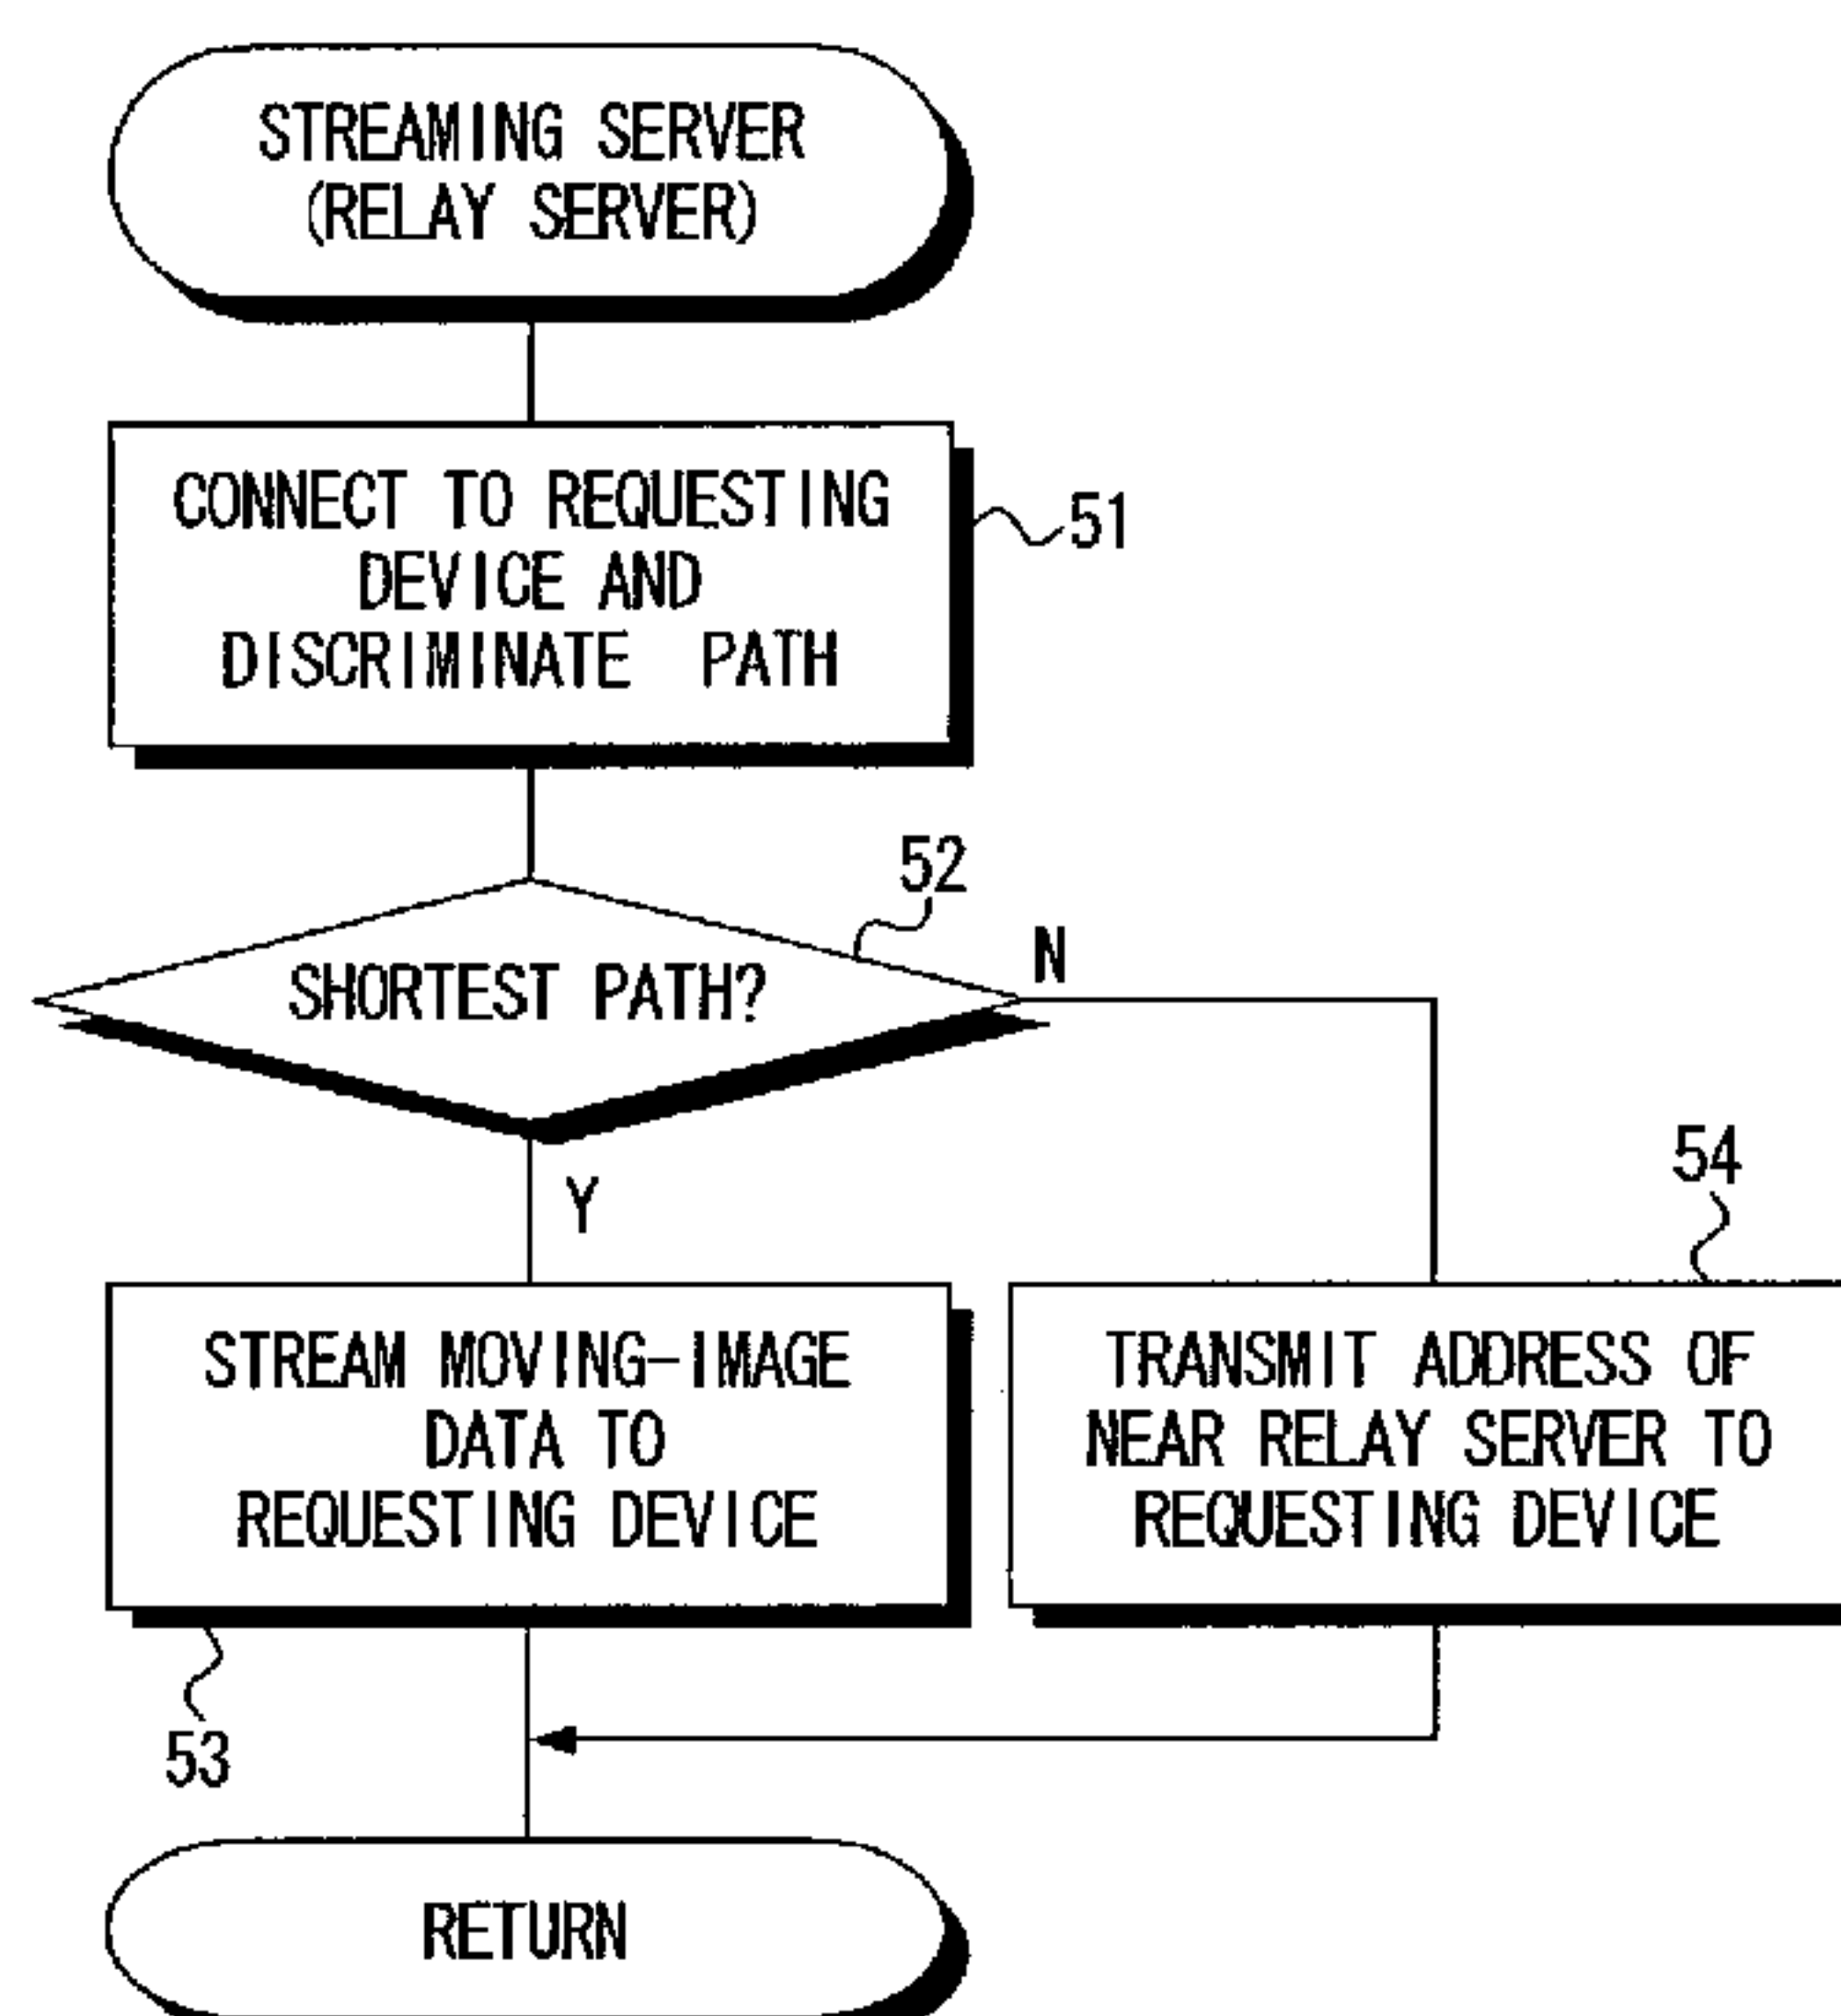 STREAMING SERVER
(RELAY SERVER)
CONNECT TO REQUESTING
DEVICE AND
DISCRIMINATE PATH
51
52
SHORTEST PATH?
N
Y
54
STREAM MOVING-IMAGE
DATA TO
REQUESTING DEVICE
TRANSMIT ADDRESS OF
NEAR RELAY SERVER TO
REQUESTING DEVICE
53
RETURN